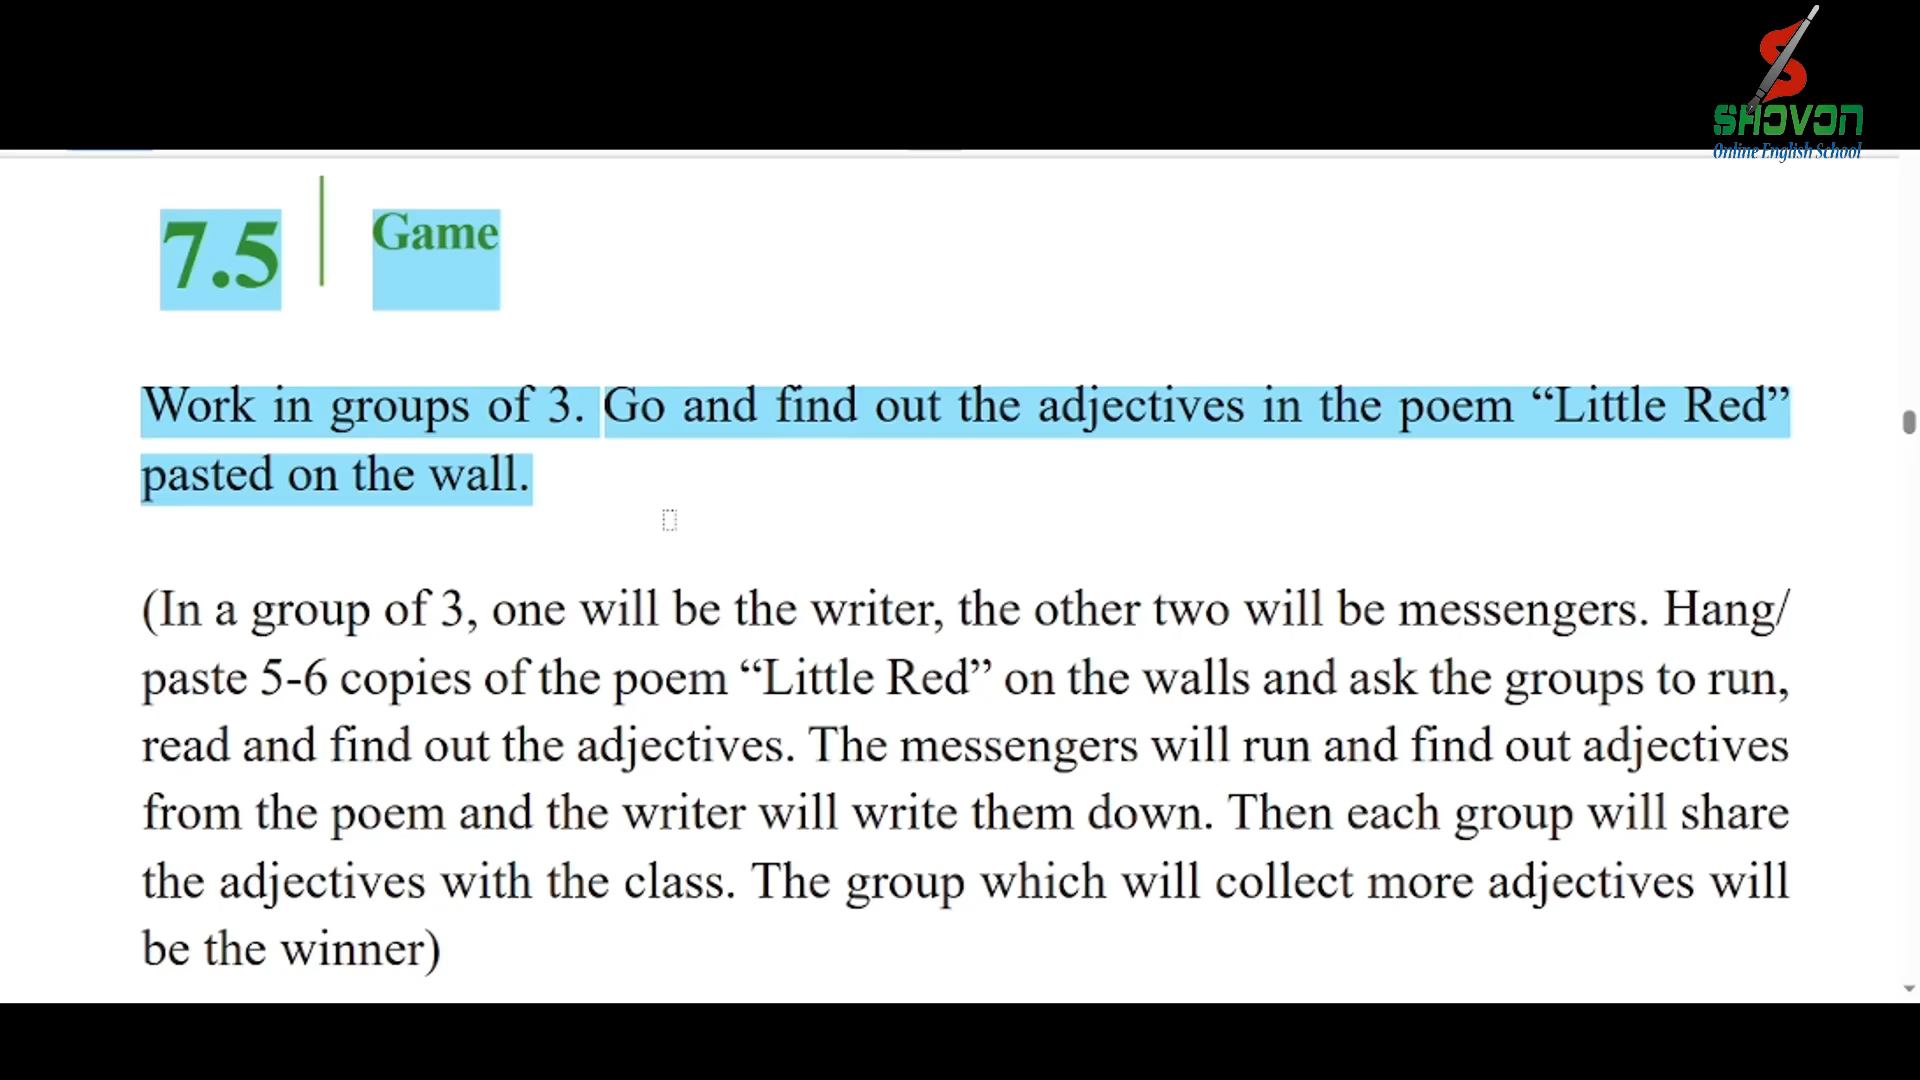 SHOVON
Online English School
7.5
Game
Work in groups of 3. Go and find out the adjectives in the poem “Little Red”
pasted on the wall.
(In a group of 3, one will be the writer, the other two will be messengers. Hang/
paste 5-6 copies of the poem “Little Red” on the walls and ask the groups to run,
read and find out the adjectives. The messengers will run and find out adjectives
from the poem and the writer will write them down. Then each group will share
the adjectives with the class. The group which will collect more adjectives will
be the winner)